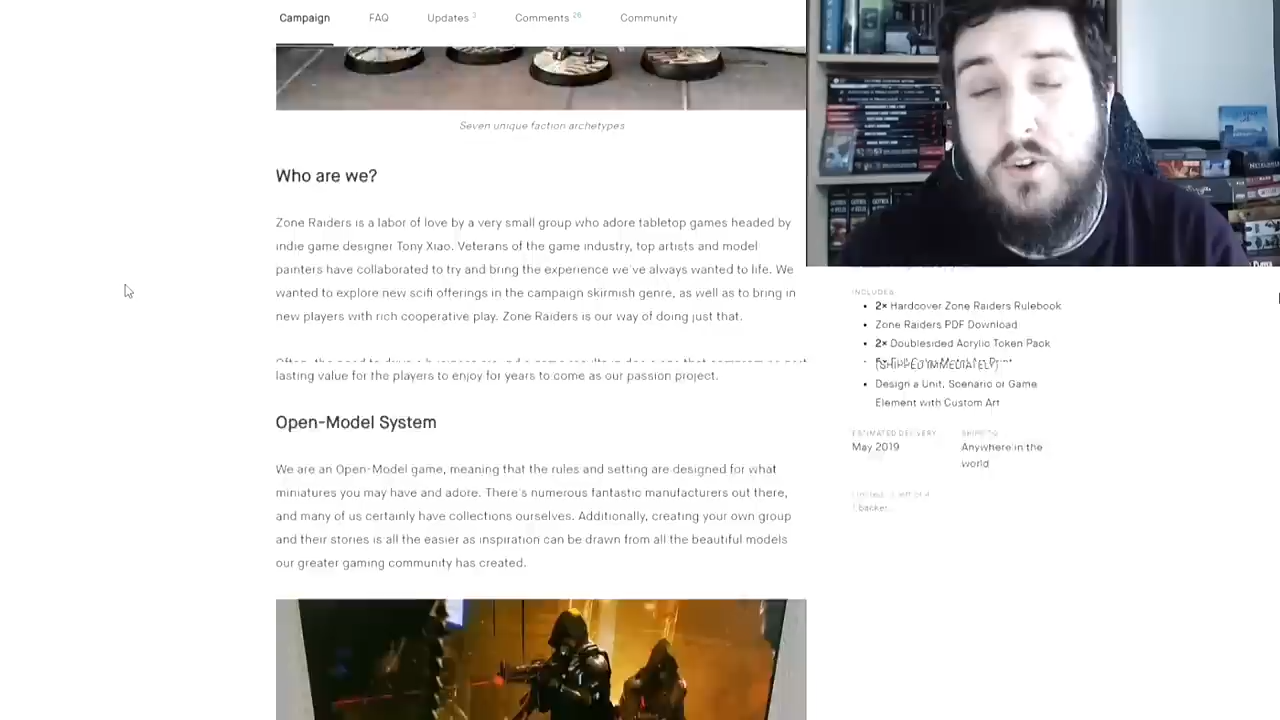 Campaign
FAQ
Updates 3
Comments 26
Community
Seven unique faction archetypes
Who are we?
Zone Raiders is a labor of love by a very small group who adore tabletop games headed by
indie game designer Tony Xiao. Veterans of the game industry, top artists and model
painters have collaborated to try and bring the experience we've always wanted to life. We
wanted to explore new scifi offerings in the campaign skirmish genre, as well as to bring in
new players with rich cooperative play. Zone Raiders is our way of doing just that.
lasting value for the players to enjoy for years to come as our passion project.
Open-Model System
We are an Open-Model game, meaning that the rules and setting are designed for what
miniatures you may have and adore. There's numerous fantastic manufacturers out there,
and many of us certainly have collections ourselves. Additionally, creating your own group
and their stories is all the easier as inspiration can be drawn from all the beautiful models
our greater gaming community has created.
INCLUDES
2× Hardcover Zone Raiders Rulebook
Zone Raiders PDF Download
2× Doublesided Acrylic Token Pack
(SHIPPED IMMEDIATELY)
Design a Unit, Scenario or Game
Element with Custom Art
ESTIMATED DELIVERY
May 2019
SHIPS TO
Anywhere in the
world
1 backer